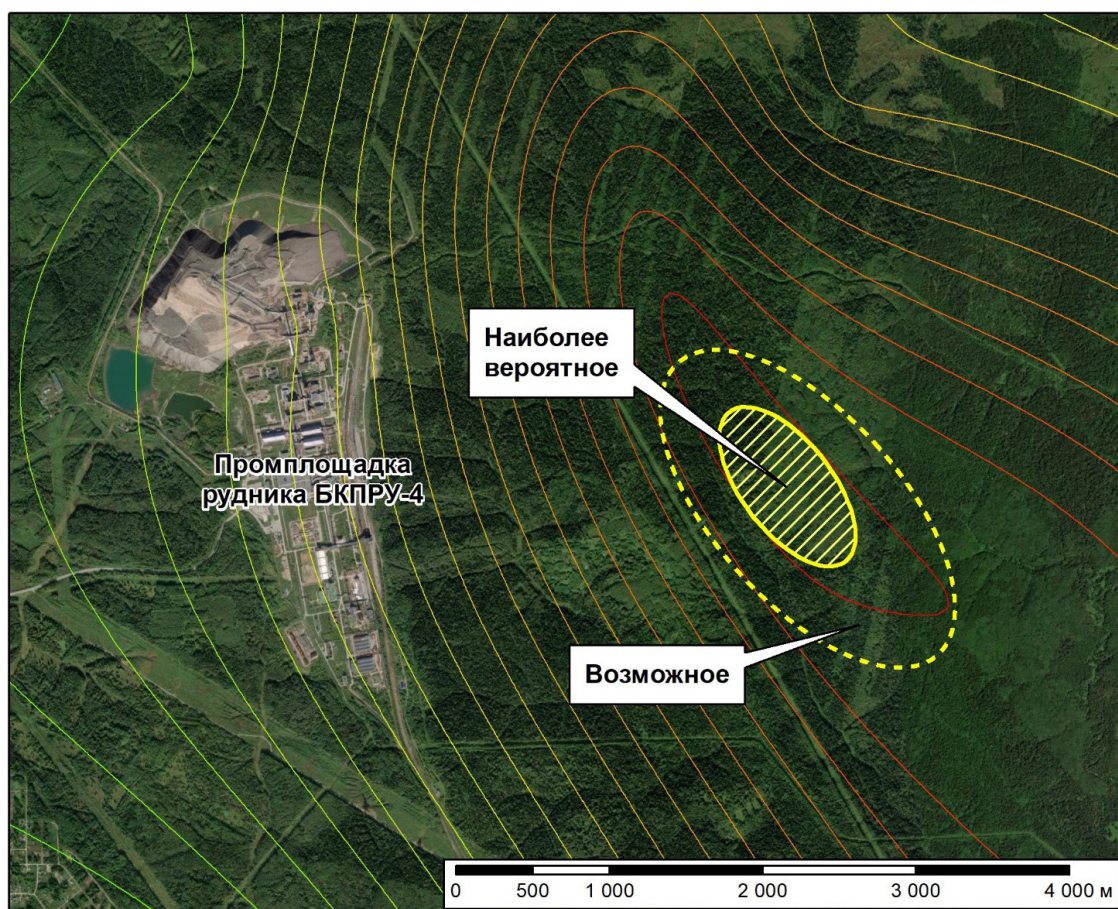 Наиболее
вероятное
Промплощадка
рудника БКПРУ-4
Возможное
0 500 1 000 2 000 3 000 4 000 м